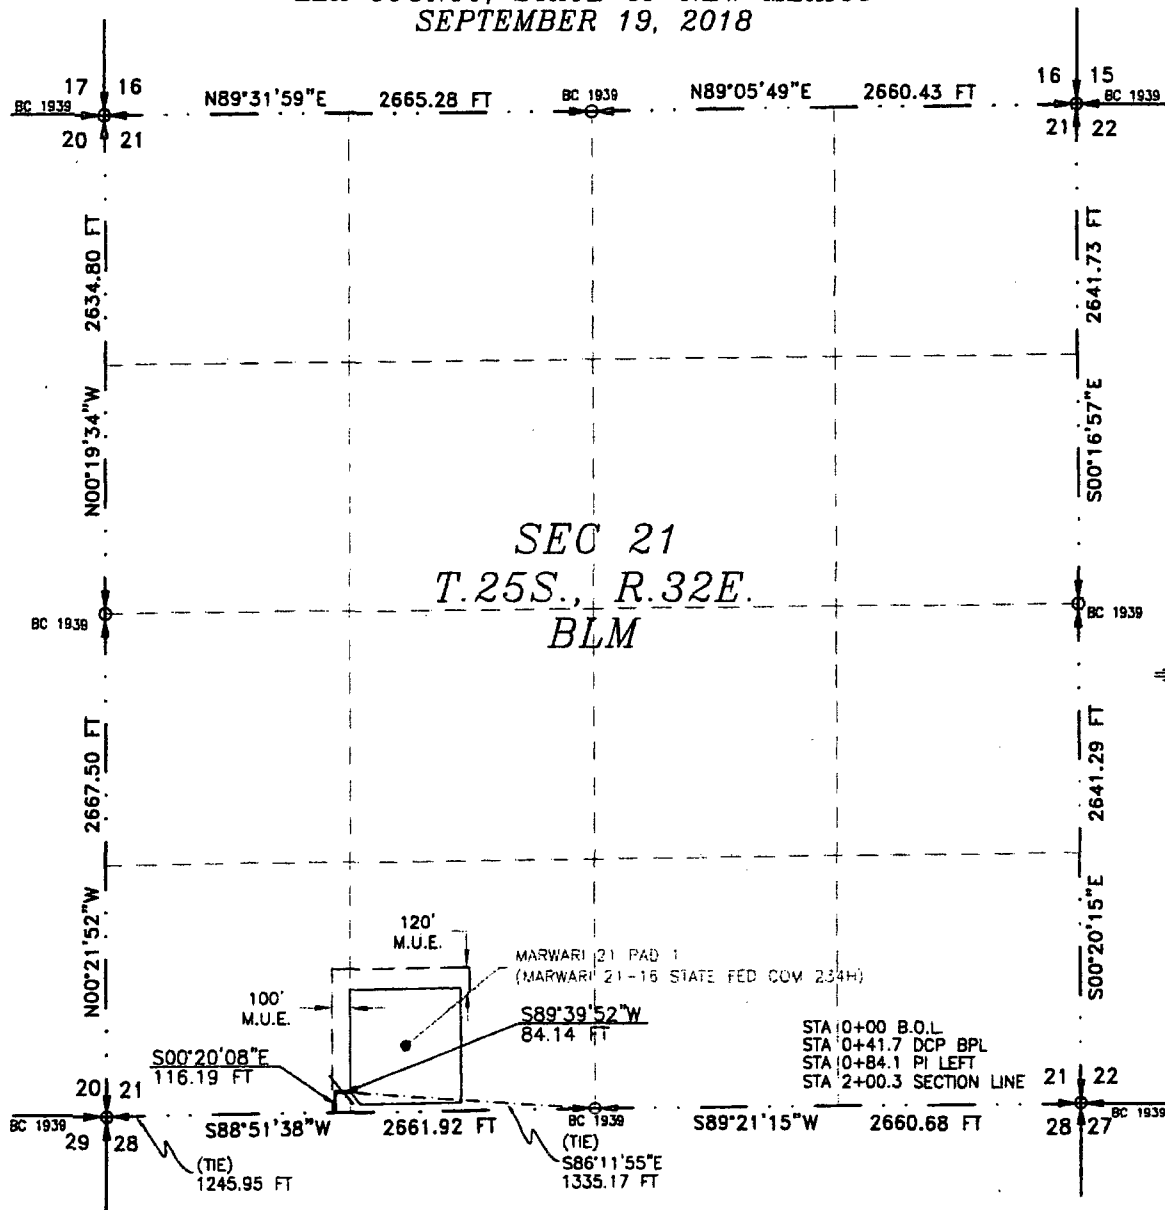 SEPTEMBER 19, 2018
17 16
BC 1939
20 21
N89°31'59"E 2665.28 FT
BC 1939
N89°05'49"E 2660.43 FT
16 15
BC 1939
21 22
2634.80 FT
N00°19'34"W
2641.73 FT
S00°16'57"E
SEC 21
T.25S., R.32E.
BLM
BC 1939
BC 1939
2667.50 FT
N00°21'52"W
2641.29 FT
S00°20'15"E
120'
M.U.E.
MARWARI 21 PAD 1
(MARWARI 21-16 STATE FED COM 234H)
100'
M.U.E.
S89°39'52"W
84.14 FT
S00°20'08"E
116.19 FT
STA 0+00 B.O.L
STA 0+41.7 DCP BPL
STA 0+84.1 PI LEFT
STA 2+00.3 SECTION LINE
20 21
BC 1939
29 28
S88°51'38"W 2661.92 FT
BC 1939
S89°21'15"W 2660.68 FT
21 22
BC 1939
28 27
(TIE)
1245.95 FT
(TIE)
S86°11'55"E
1335.17 FT